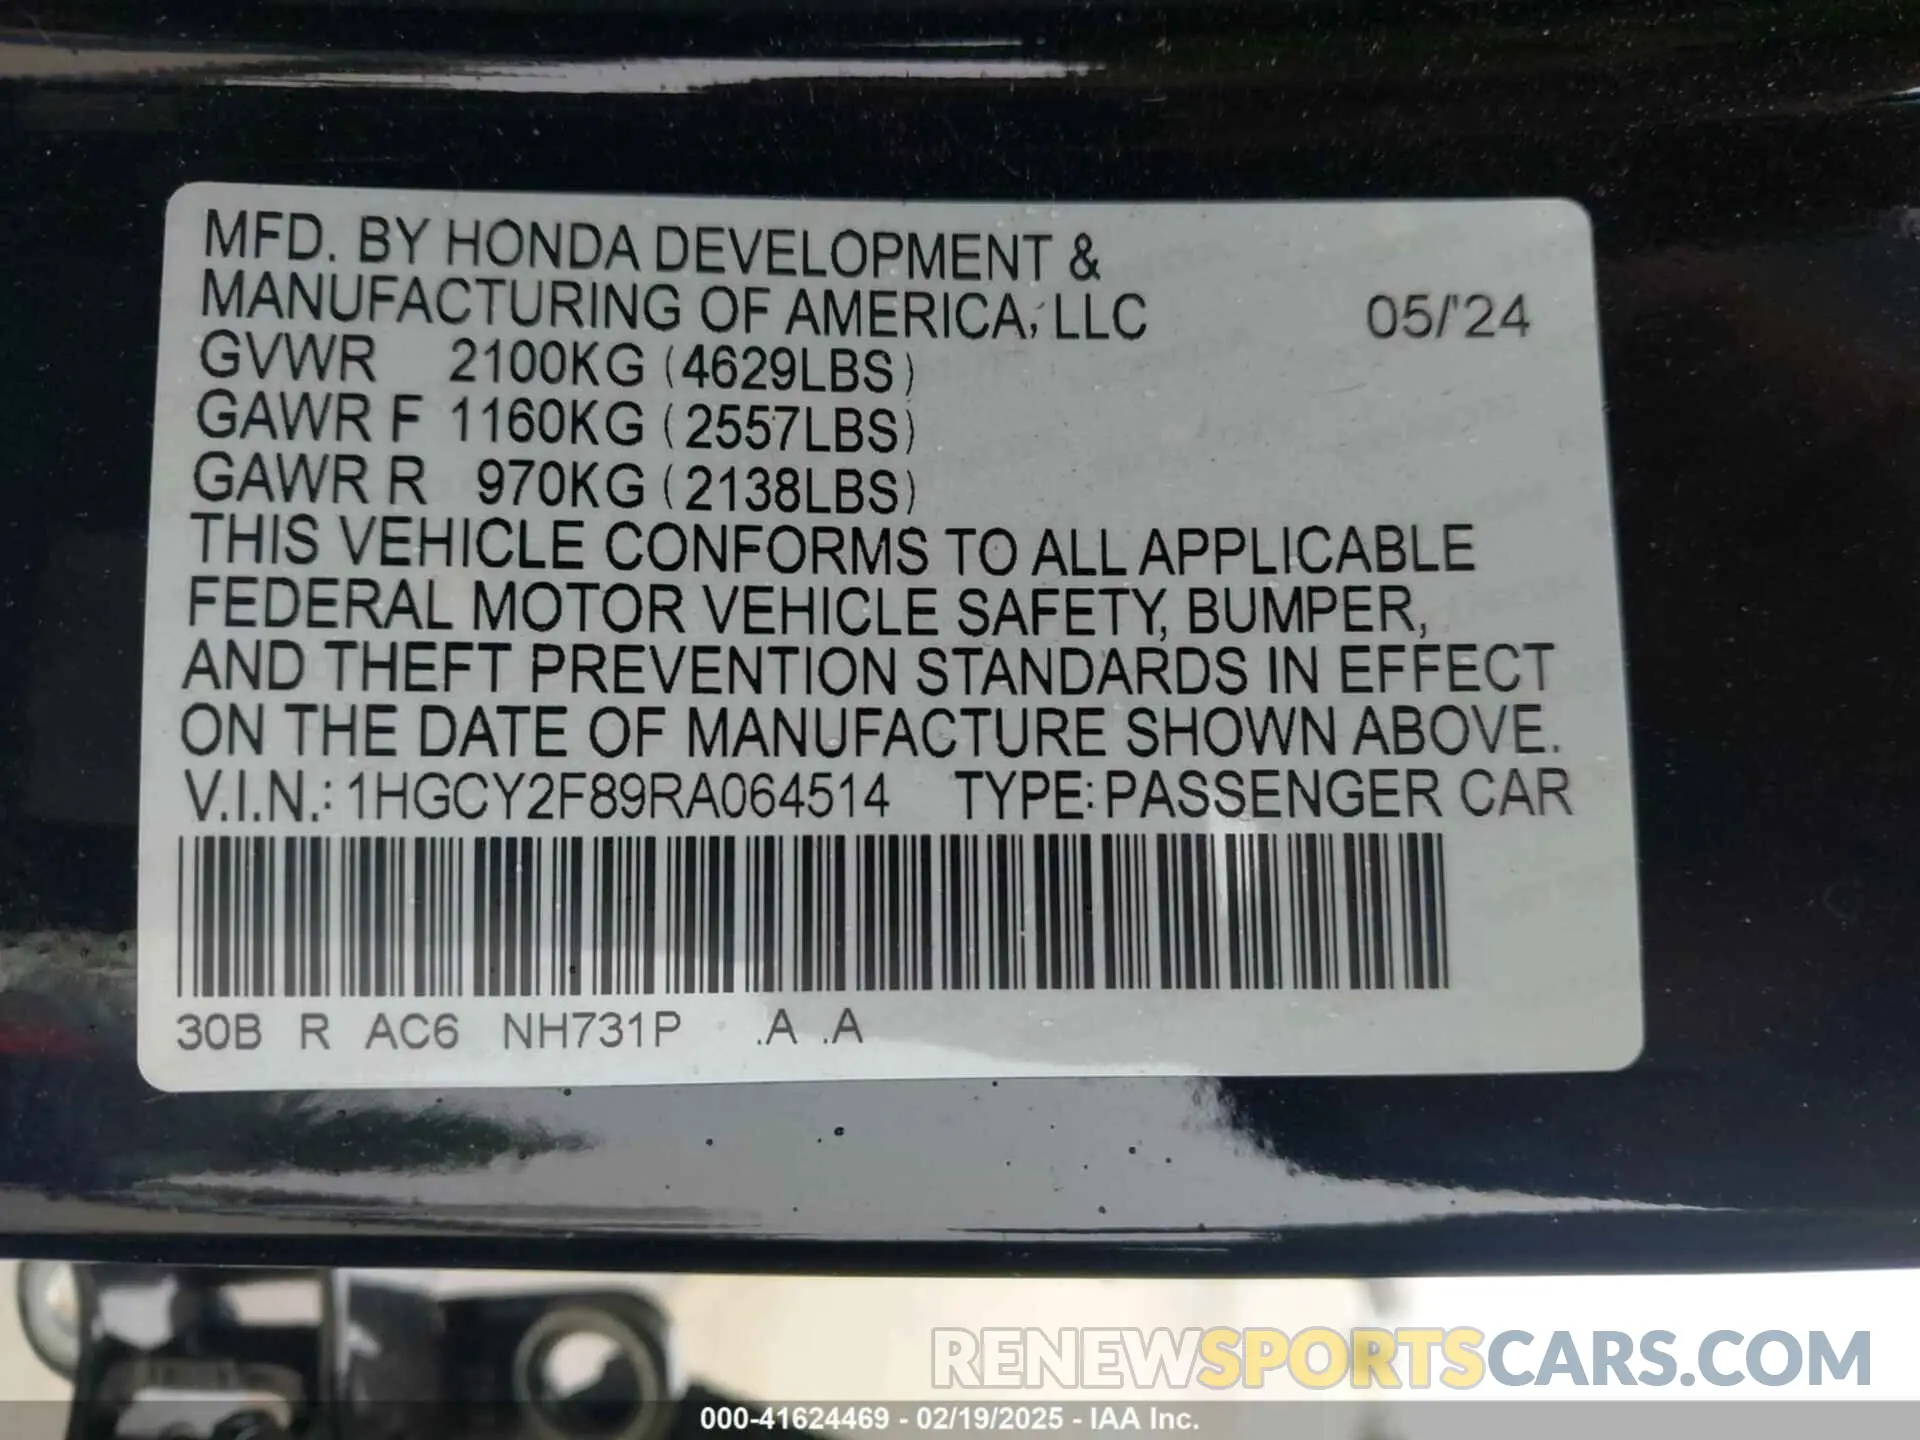 MFD. BY HONDA DEVELOPMENT &
MANUFACTURING OF AMERICA, LLC 05/'24
GVWR 2100KG (4629LBS)
GAWR F 1160KG (2557LBS)
GAWR R 970KG (2138LBS)
THIS VEHICLE CONFORMS TO ALL APPLICABLE
FEDERAL MOTOR VEHICLE SAFETY, BUMPER,
AND THEFT PREVENTION STANDARDS IN EFFECT
ON THE DATE OF MANUFACTURE SHOWN ABOVE.
V.I.N.: 1HGCY2F89RA064514 TYPE: PASSENGER CAR
30B R AC6 NH731P .A .A
RENEWSPORTSCARS.COM
000-41624469 - 02/19/2025 - IAA Inc.